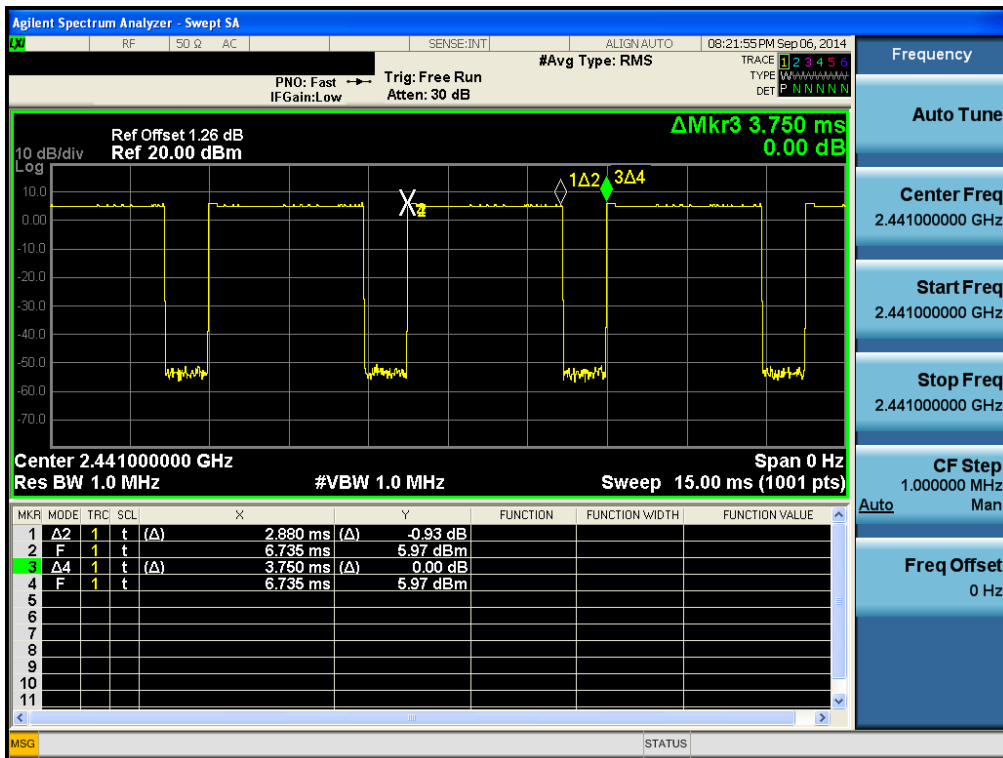 Agilent Spectrum Analyzer - Swept SA
LXI RF 50 Ω AC SENSE:INT ALIGN AUTO 08:21:55 PM Sep 06, 2014
#Avg Type: RMS
TRACE 1 2 3 4 5 6
PNO: Fast Trig: Free Run
TYPE WWWWWW
IFGain:Low Atten: 30 dB
DET P N N N N N
Ref Offset 1.26 dB
10 dB/div Ref 20.00 dBm
Log
ΔMkr3 3.750 ms
0.00 dB
10.0
0.00
-10.0
-20.0
-30.0
-40.0
-50.0
-60.0
-70.0
1Δ2 3Δ4
Center 2.441000000 GHz Span 0 Hz
Res BW 1.0 MHz #VBW 1.0 MHz Sweep 15.00 ms (1001 pts)
MKR MODE TRC SCL X Y FUNCTION FUNCTION WIDTH FUNCTION VALUE
1 Δ2 1 t (Δ) 2.880 ms (Δ) -0.93 dB
2 F 1 t 6.735 ms 5.97 dBm
3 Δ4 1 t (Δ) 3.750 ms (Δ) 0.00 dB
4 F 1 t 6.735 ms 5.97 dBm
5
6
7
8
9
10
11
MSG STATUS
Frequency
Auto Tune
Center Freq
2.441000000 GHz
Start Freq
2.441000000 GHz
Stop Freq
2.441000000 GHz
CF Step
1.000000 MHz
Auto Man
Freq Offset
0 Hz